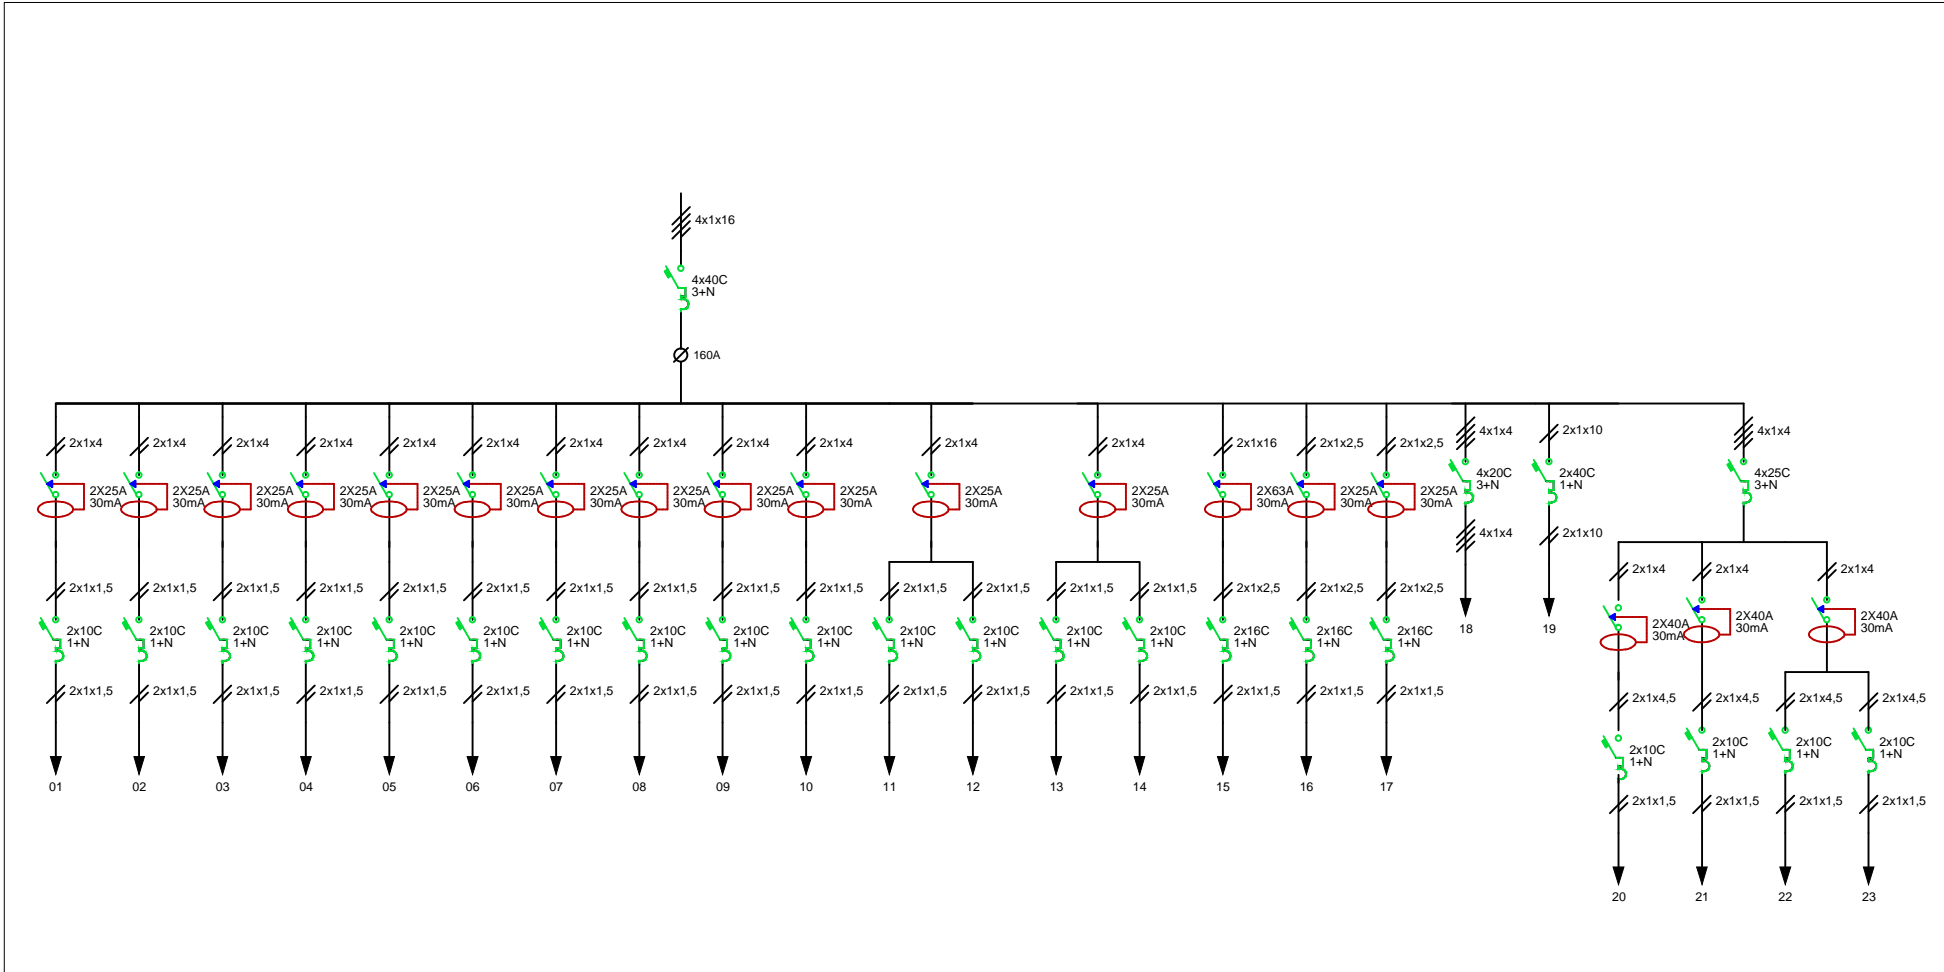 4x1x16
4x40C
3+N
160A
2x1x4 2x1x4 2x1x4 2x1x4 2x1x4 2x1x4 2x1x4 2x1x4 2x1x4 2x1x4 2x1x4 2x1x4 2x1x16 2x1x2,5 2x1x2,5 4x1x4 2x1x10 4x1x4
4x20C 2x40C 4x25C
3+N 1+N 3+N
2X25A 2X25A 2X25A 2X25A 2X25A 2X25A 2X25A 2X25A 2X25A 2X25A 2X25A 2X25A 2X63A 2X25A 2X25A
30mA 30mA 30mA 30mA 30mA 30mA 30mA 30mA 30mA 30mA 30mA 30mA 30mA 30mA 30mA
4x1x4 2x1x10
2x1x4 2x1x4 2x1x4
2x1x1,5 2x1x1,5 2x1x1,5 2x1x1,5 2x1x1,5 2x1x1,5 2x1x1,5 2x1x1,5 2x1x1,5 2x1x1,5 2x1x1,5 2x1x1,5 2x1x1,5 2x1x1,5 2x1x2,5 2x1x2,5 2x1x2,5
2X40A 2X40A 2X40A
30mA 30mA 30mA
2x10C 2x10C 2x10C 2x10C 2x10C 2x10C 2x10C 2x10C 2x10C 2x10C 2x10C 2x10C 2x10C 2x10C 2x16C 2x16C 2x16C
1+N 1+N 1+N 1+N 1+N 1+N 1+N 1+N 1+N 1+N 1+N 1+N 1+N 1+N 1+N 1+N 1+N
18 19
2x1x1,5 2x1x1,5 2x1x1,5 2x1x1,5 2x1x1,5 2x1x1,5 2x1x1,5 2x1x1,5 2x1x1,5 2x1x1,5 2x1x1,5 2x1x1,5 2x1x1,5 2x1x1,5 2x1x1,5 2x1x1,5 2x1x1,5
2x1x4,5 2x1x4,5 2x1x4,5 2x1x4,5
2x10C 2x10C 2x10C 2x10C
1+N 1+N 1+N 1+N
01 02 03 04 05 06 07 08 09 10 11 12 13 14 15 16 17
2x1x1,5 2x1x1,5 2x1x1,5 2x1x1,5
20 21 22 23